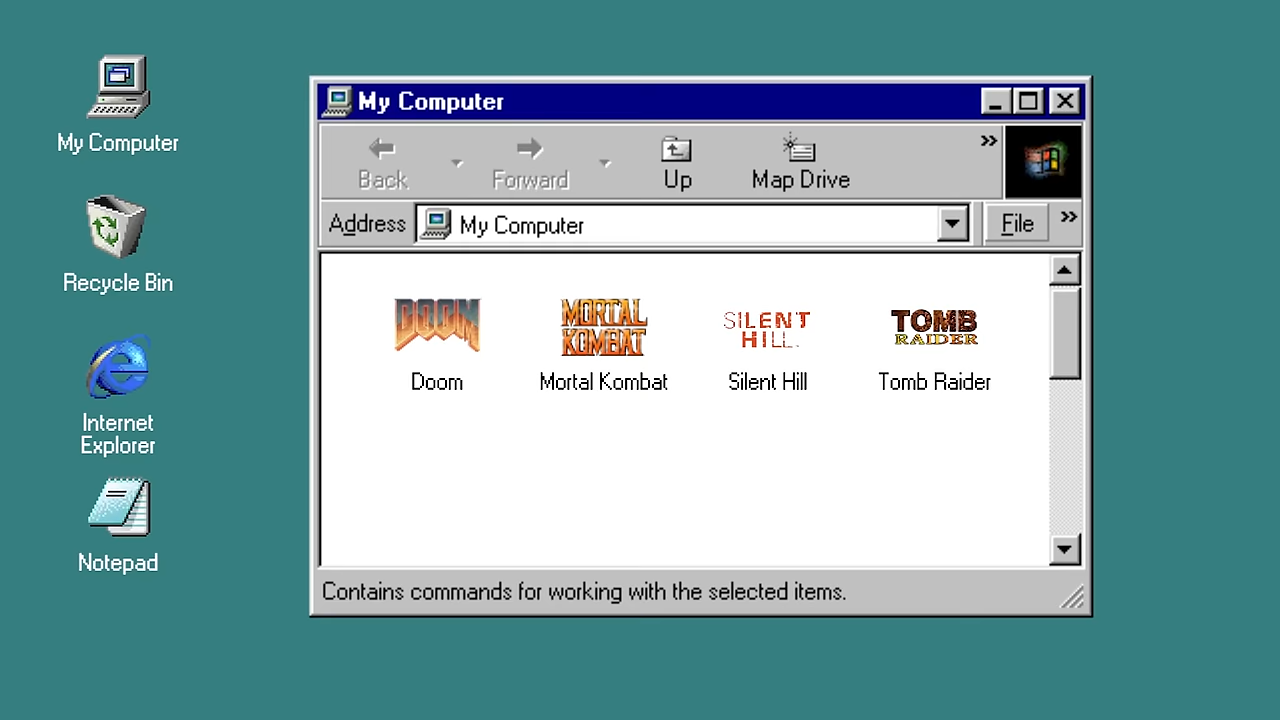 My Computer
Recycle Bin
Internet
Explorer
Notepad
My Computer
Back
Forward
Up
Map Drive
»
Address
My Computer
File
»
DOOM
MORTAL
KOMBAT
SILENT
HILL
TOMB
RAIDER
Doom
Mortal Kombat
Silent Hill
Tomb Raider
Contains commands for working with the selected items.